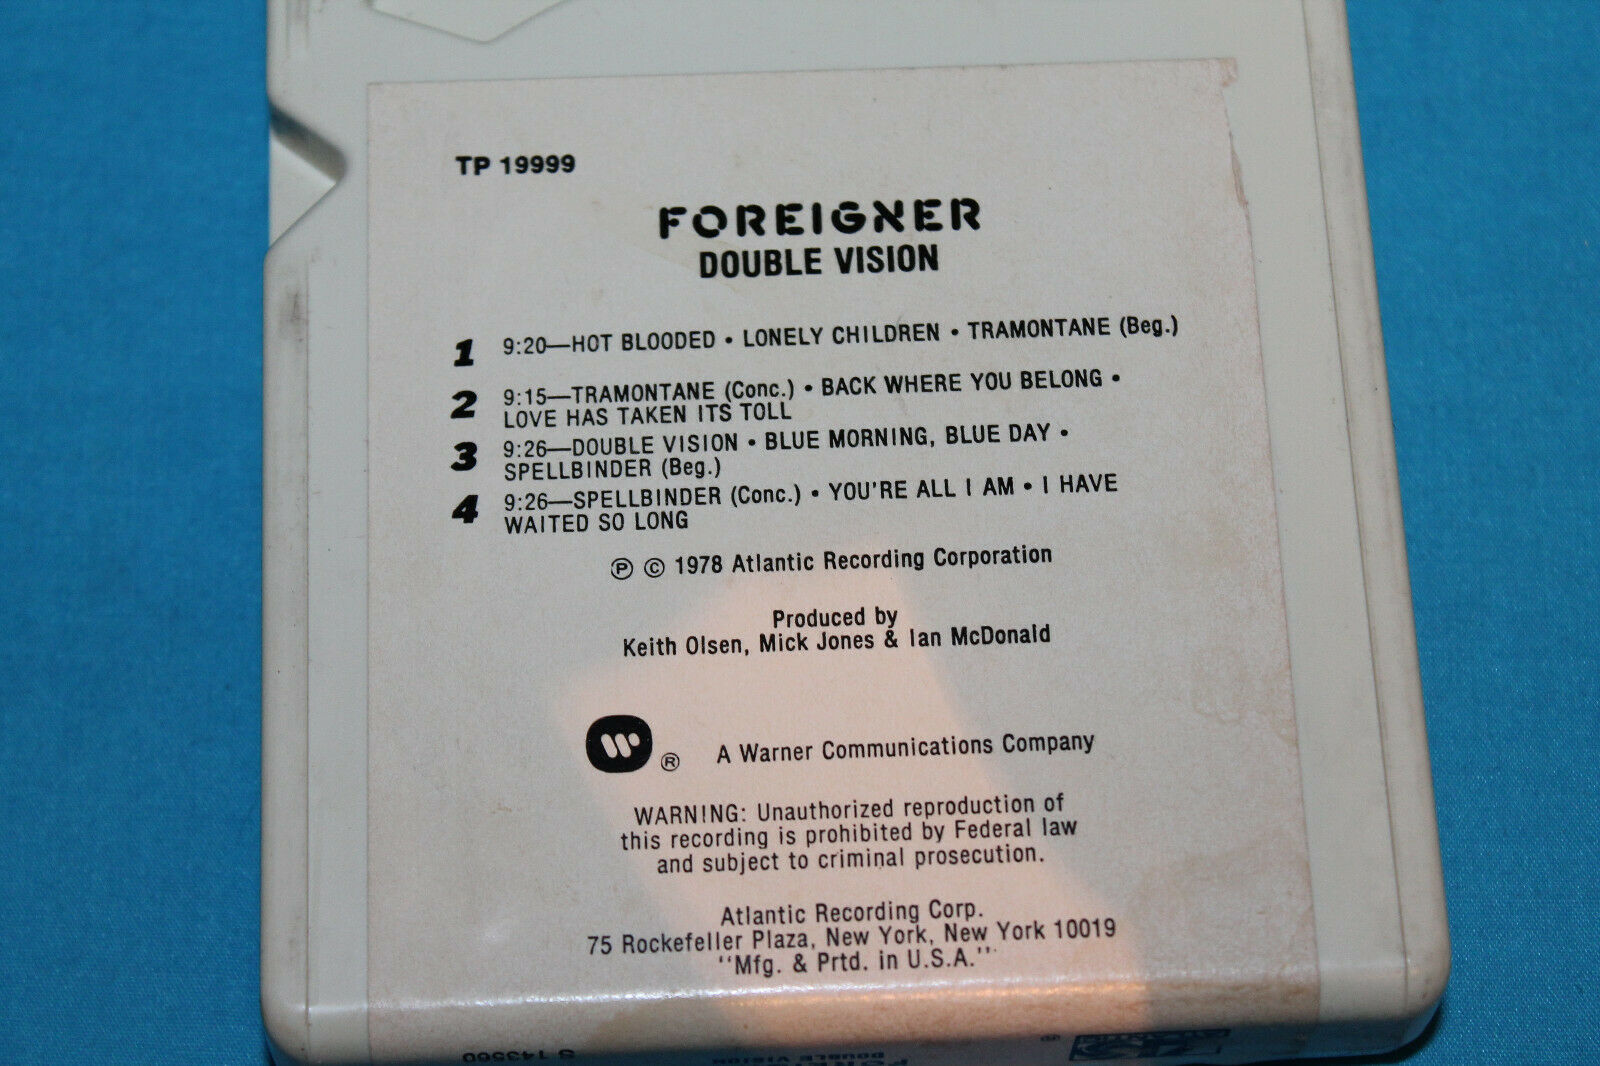 TP 19999
FOREIGNER
DOUBLE VISION
1 9:20—HOT BLOODED • LONELY CHILDREN • TRAMONTANE (Beg.)
2 9:15—TRAMONTANE (Conc.) • BACK WHERE YOU BELONG •
LOVE HAS TAKEN ITS TOLL
3 9:26—DOUBLE VISION • BLUE MORNING, BLUE DAY •
SPELLBINDER (Beg.)
4 9:26—SPELLBINDER (Conc.) • YOU'RE ALL I AM • I HAVE
WAITED SO LONG
Ⓟ © 1978 Atlantic Recording Corporation
Produced by
Keith Olsen, Mick Jones & Ian McDonald
® A Warner Communications Company
WARNING: Unauthorized reproduction of
this recording is prohibited by Federal law
and subject to criminal prosecution.
Atlantic Recording Corp.
75 Rockefeller Plaza, New York, New York 10019
"Mfg. & Prtd. in U.S.A."
FOREIGNER
DOUBLE VISION
S 143560
®